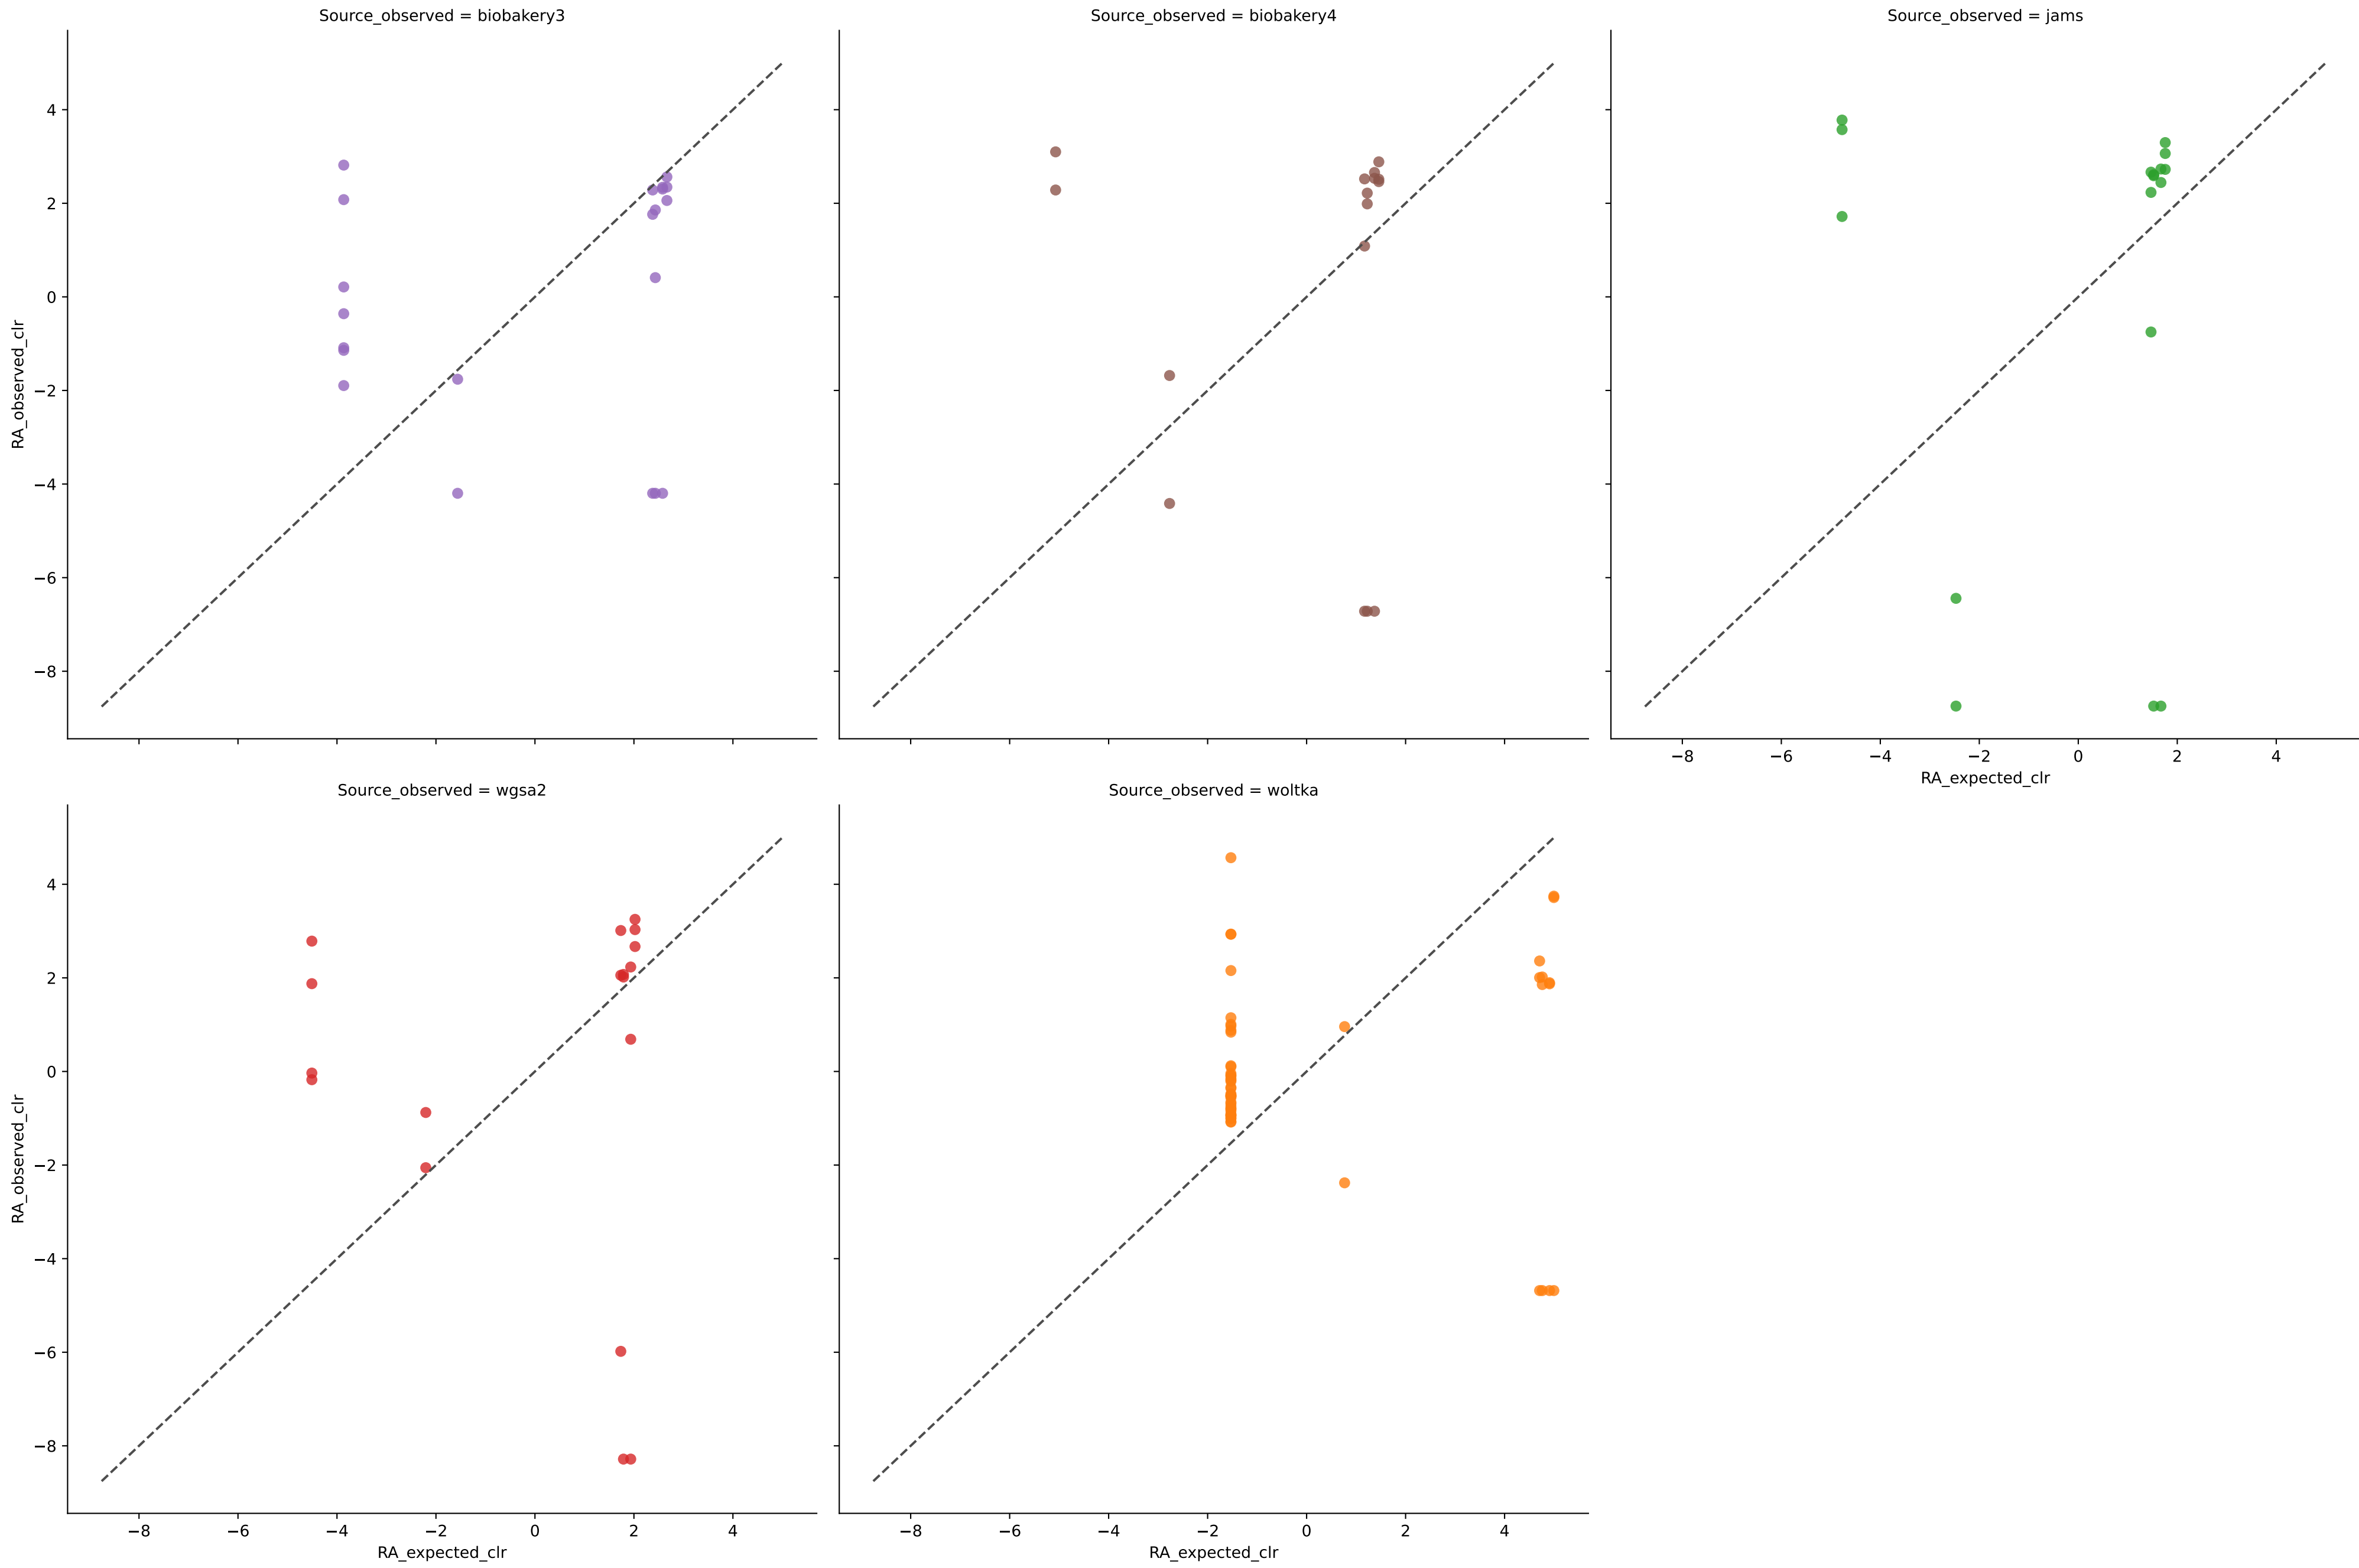 Source_observed = biobakery3
Source_observed = biobakery4
Source_observed = jams
4
2
0
−2
−4
−6
−8
RA_observed_clr
−8 −6 −4 −2 0 2 4
RA_expected_clr
Source_observed = wgsa2
Source_observed = woltka
4
2
0
−2
−4
−6
−8
RA_observed_clr
−8 −6 −4 −2 0 2 4
RA_expected_clr
−8 −6 −4 −2 0 2 4
RA_expected_clr